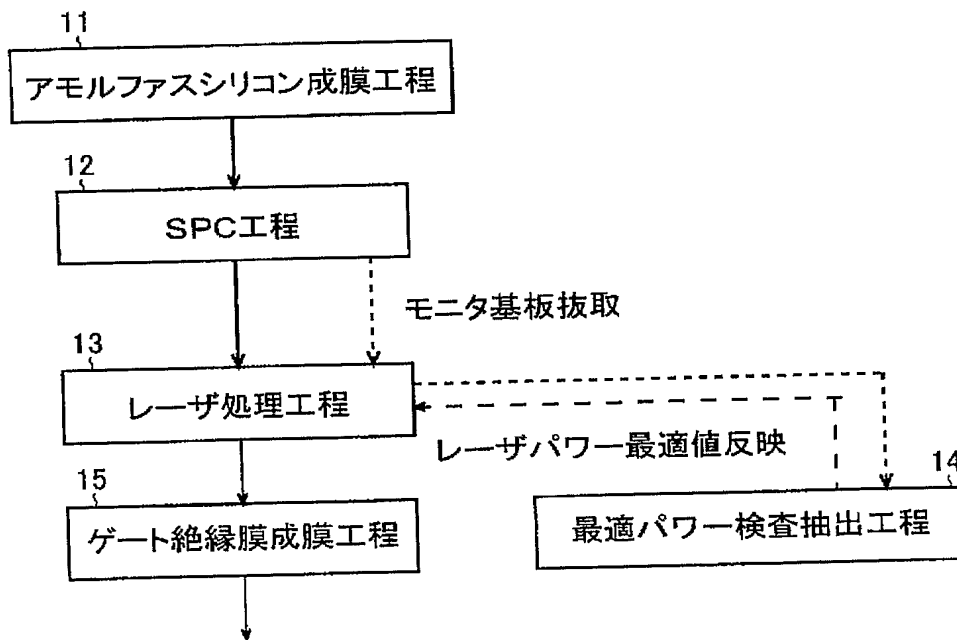 11
アモルファスシリコン成膜工程
12
SPC工程
モニタ基板抜取
13
レーザ処理工程
レーザパワー最適値反映
14
最適パワー検査抽出工程
15
ゲート絶縁膜成膜工程